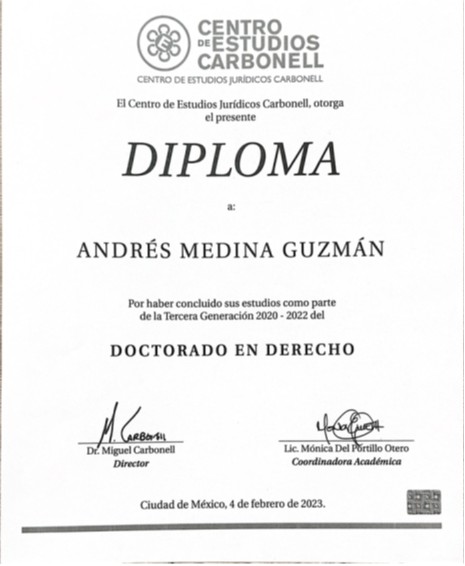 CENTRO
DE ESTUDIOS
CARBONELL
CENTRO DE ESTUDIOS JURÍDICOS CARBONELL
El Centro de Estudios Jurídicos Carbonell, otorga
el presente
DIPLOMA
a:
ANDRÉS MEDINA GUZMÁN
Por haber concluido sus estudios como parte
de la Tercera Generación 2020 - 2022 del
DOCTORADO EN DERECHO
M. CARBONELL
Dr. Miguel Carbonell
Director
Lic. Mónica Del Portillo Otero
Coordinadora Académica
Ciudad de México, 4 de febrero de 2023.